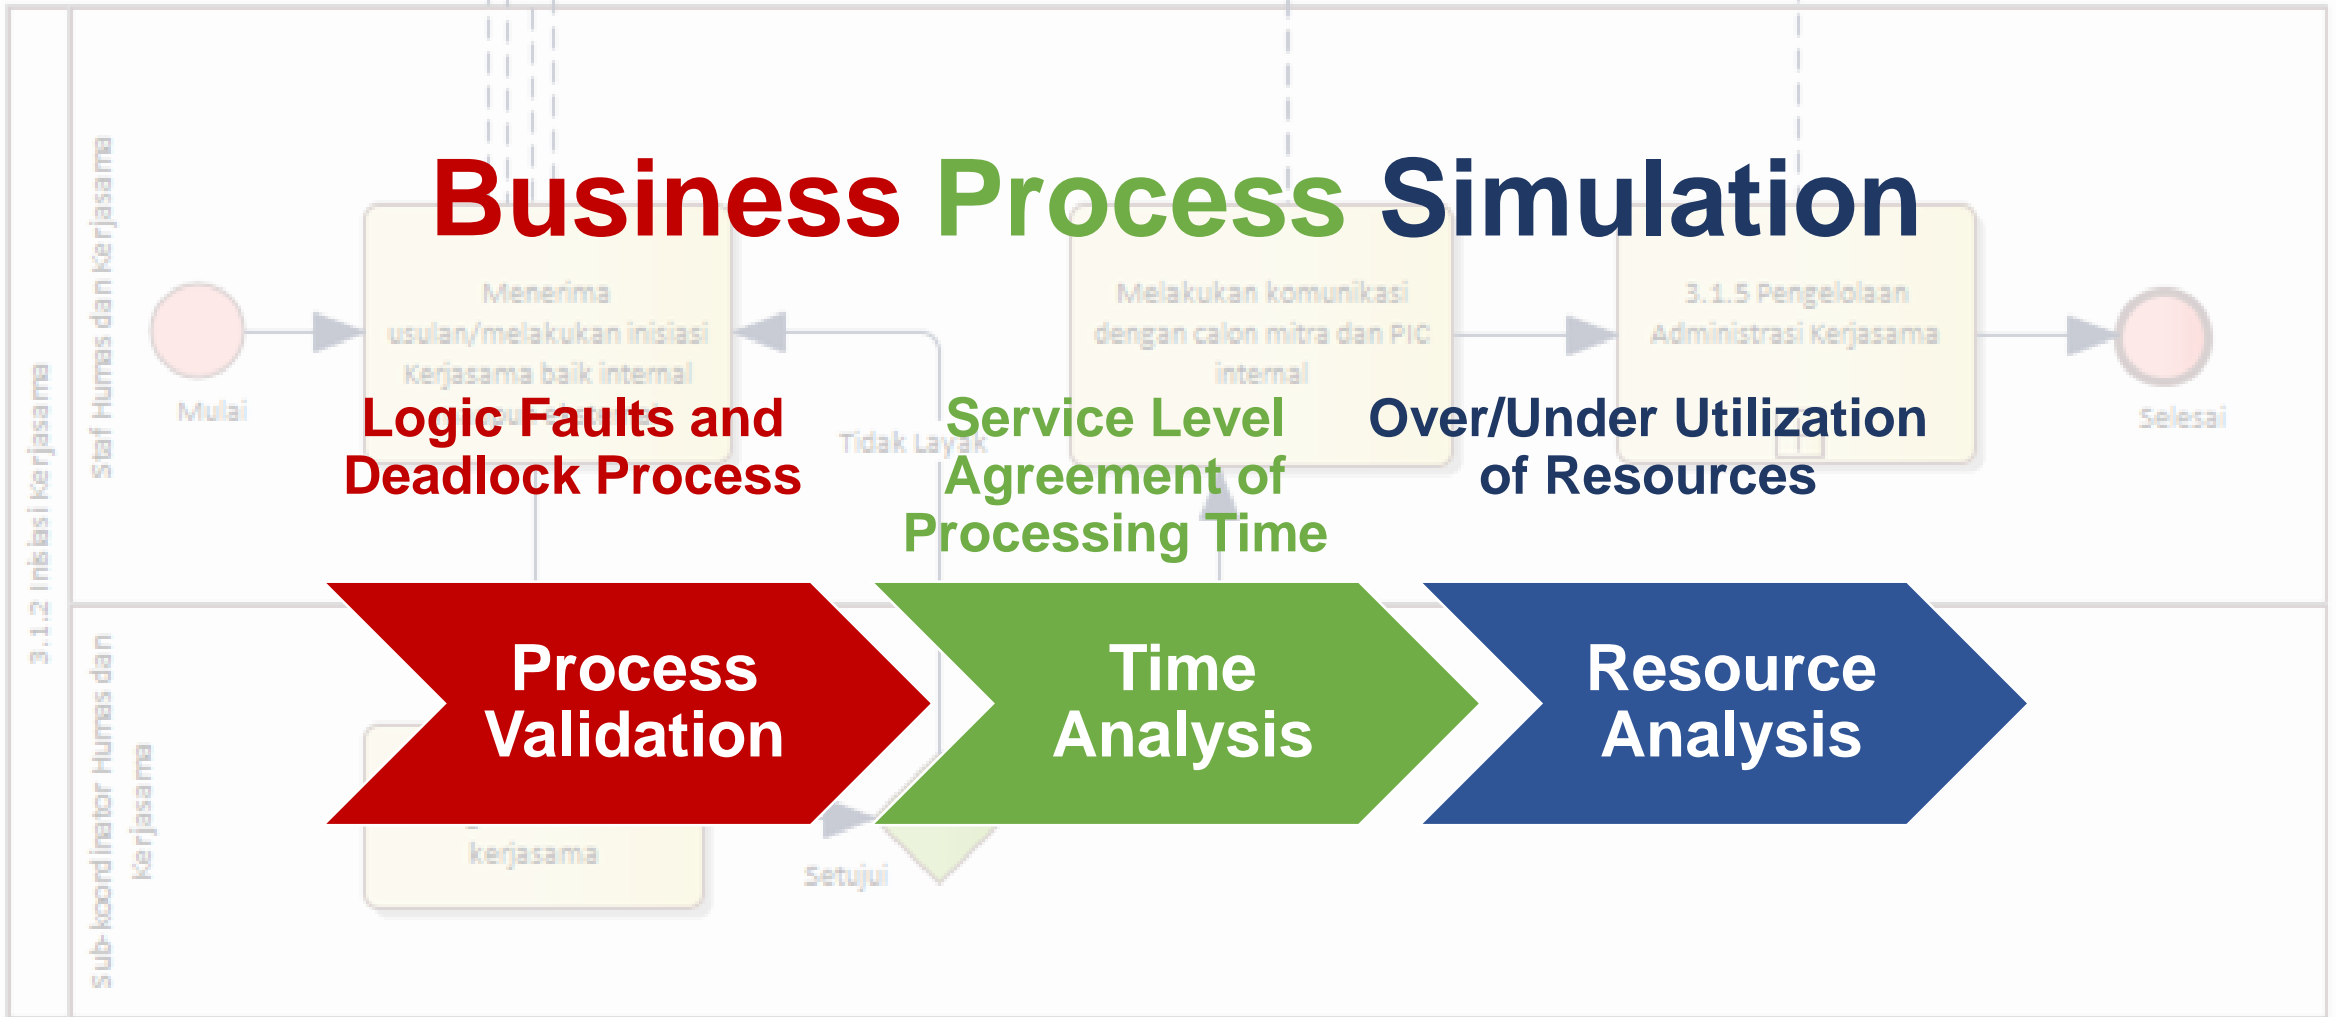 Business Process Simulation
3.1.2 Inisiasi Kerjasama
Staf Humas dan Kerjasama
Mulai
Menerima
usulan/melakukan inisiasi
Kerjasama baik internal
Tidak Layak
Melakukan komunikasi
dengan calon mitra dan PIC
internal
3.1.5 Pengelolaan
Administrasi Kerjasama
Selesai
Logic Faults and
Deadlock Process
Service Level
Agreement of
Processing Time
Over/Under Utilization
of Resources
Process
Validation
Time
Analysis
Resource
Analysis
Sub-koordinator Humas dan
Kerjasama
kerjasama
Setujui